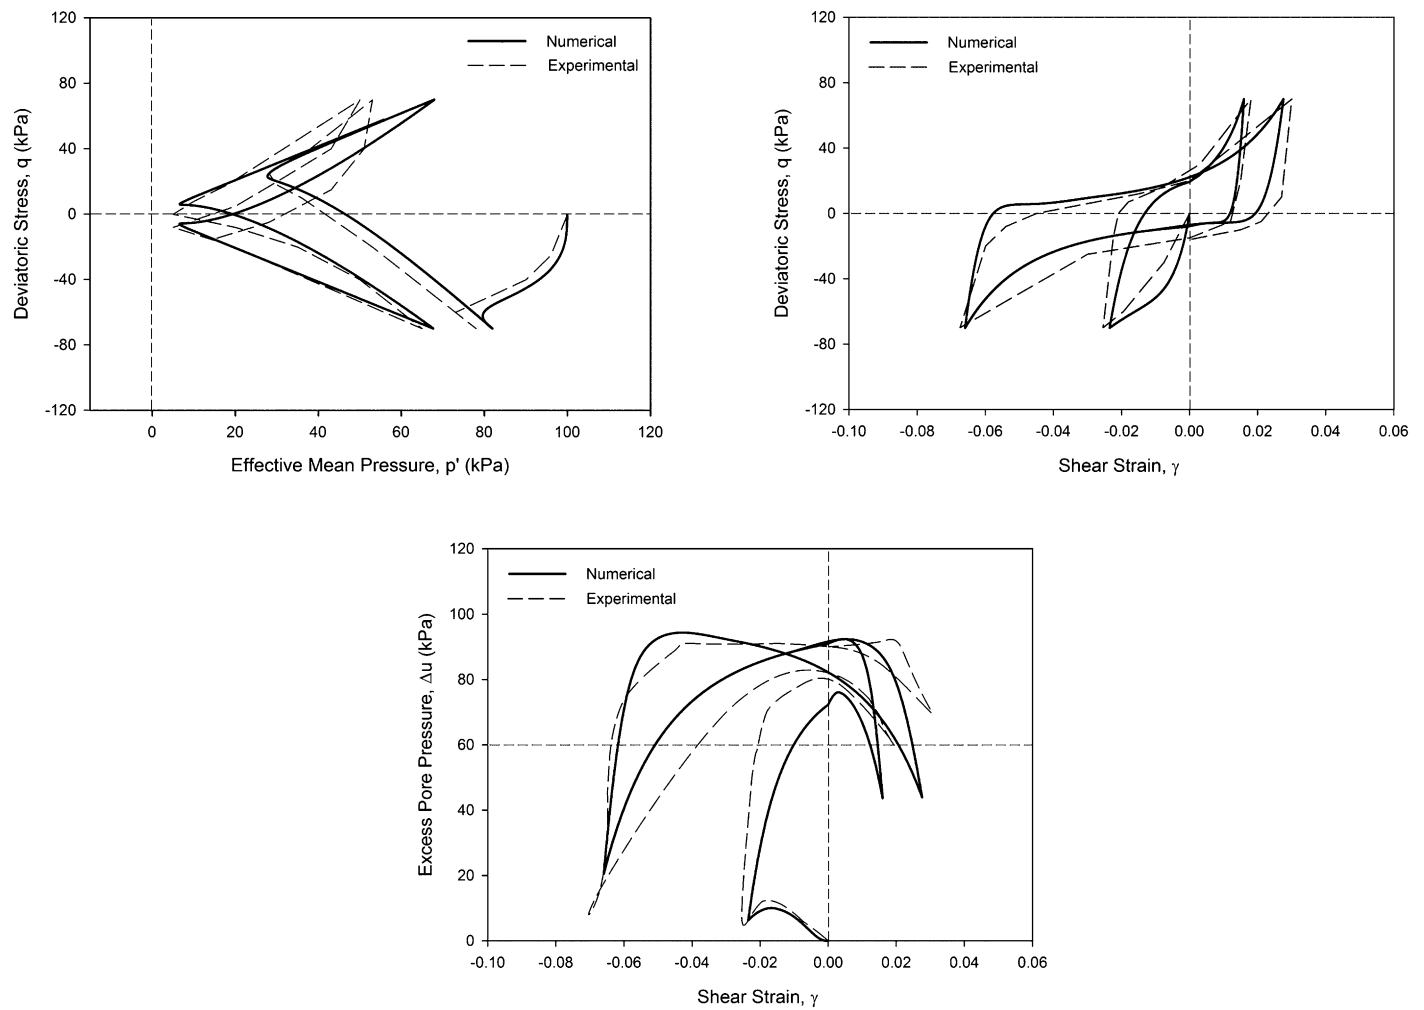 120
80
40
0
-40
-80
-120
Deviatoric Stress, q (kPa)
Numerical
Experimental
0 20 40 60 80 100 120
Effective Mean Pressure, p' (kPa)
120
80
40
0
-40
-80
-120
Deviatoric Stress, q (kPa)
Numerical
Experimental
-0.10 -0.08 -0.06 -0.04 -0.02 0.00 0.02 0.04 0.06
Shear Strain, γ
120
100
80
60
40
20
0
Excess Pore Pressure, Δu (kPa)
Numerical
Experimental
-0.10 -0.08 -0.06 -0.04 -0.02 0.00 0.02 0.04 0.06
Shear Strain, γ